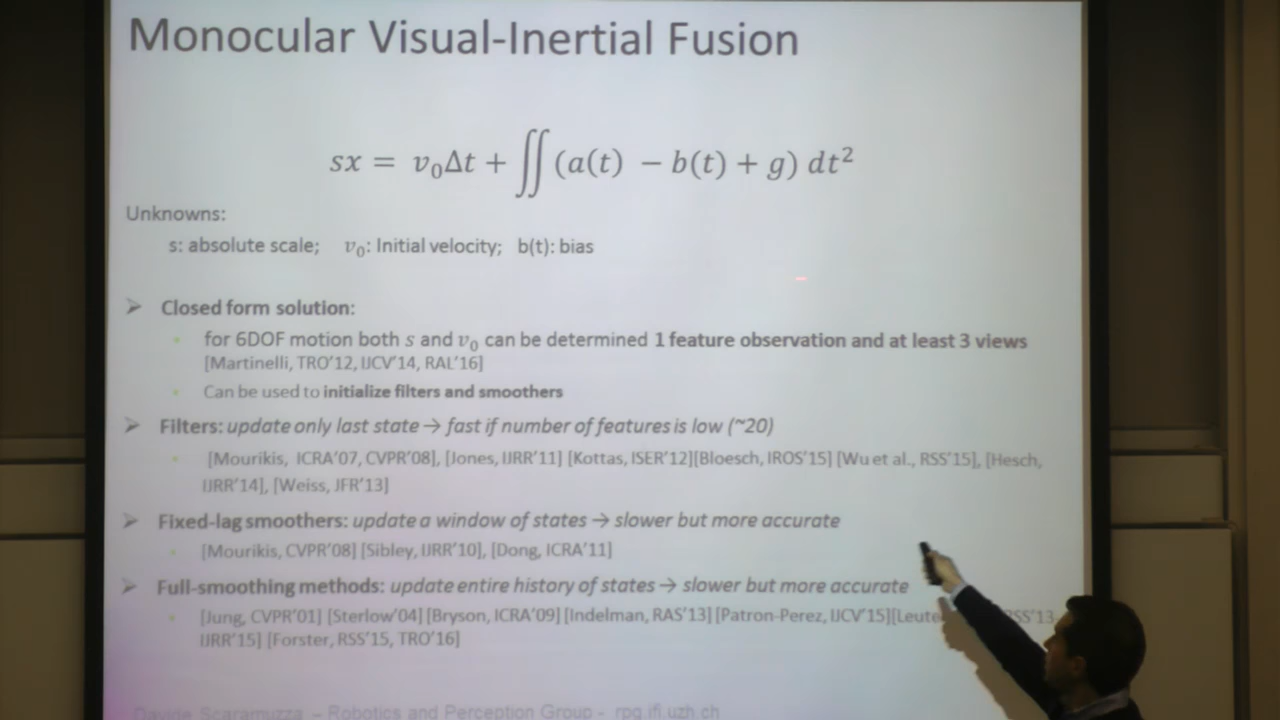 Monocular Visual-Inertial Fusion
sx = v₀Δt + ∬ (a(t) − b(t) + g) dt²
Unknowns:
s: absolute scale; v₀: Initial velocity; b(t): bias
➤ Closed form solution:
• for 6DOF motion both s and v₀ can be determined 1 feature observation and at least 3 views
[Martinelli, TRO'12, IJCV'14, RAL'16]
• Can be used to initialize filters and smoothers
➤ Filters: update only last state → fast if number of features is low (~20)
• [Mourikis, ICRA'07, CVPR'08], [Jones, IJRR'11] [Kottas, ISER'12][Bloesch, IROS'15] [Wu et al., RSS'15], [Hesch,
IJRR'14], [Weiss, JFR'13]
➤ Fixed-lag smoothers: update a window of states → slower but more accurate
• [Mourikis, CVPR'08] [Sibley, IJRR'10], [Dong, ICRA'11]
➤ Full-smoothing methods: update entire history of states → slower but more accurate
• [Jung, CVPR'01] [Sterlow'04] [Bryson, ICRA'09] [Indelman, RAS'13] [Patron-Perez, IJCV'15][Leute SS'13
IJRR'15] [Forster, RSS'15, TRO'16]
Davide Scaramuzza – Robotics and Perception Group - rpg.ifi.uzh.ch